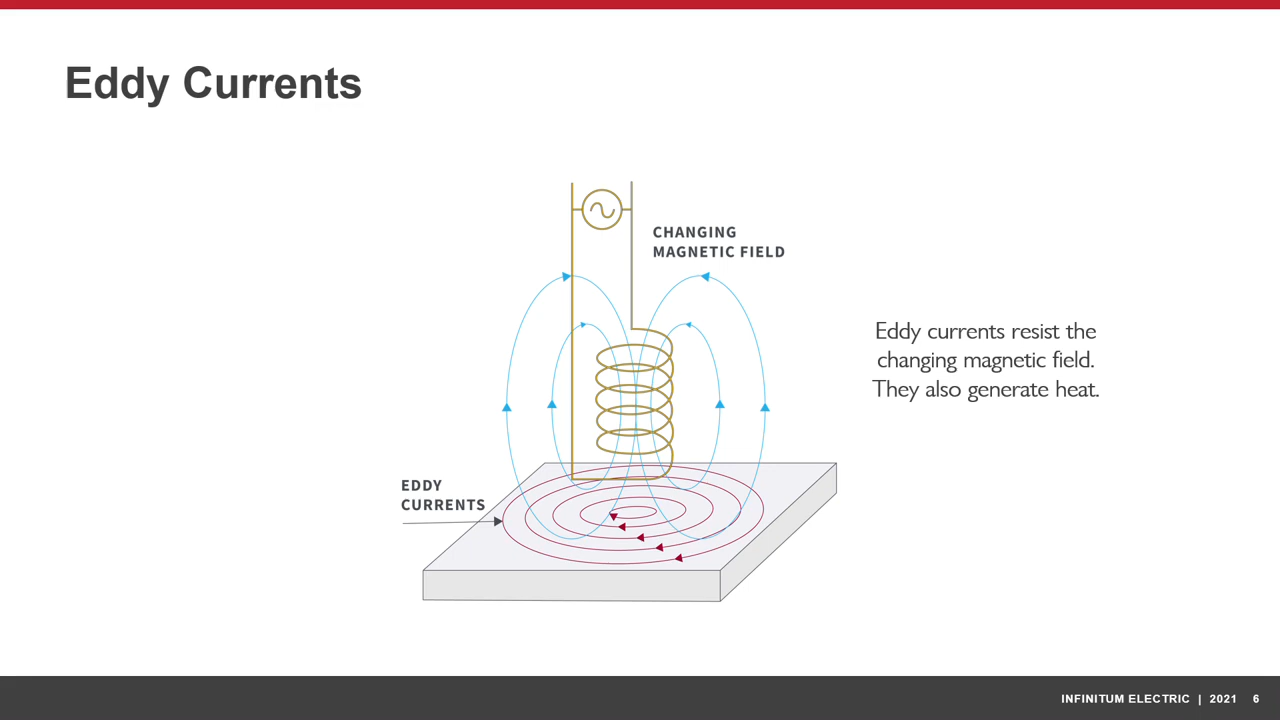 Eddy Currents
CHANGING
MAGNETIC FIELD
Eddy currents resist the
changing magnetic field.
They also generate heat.
EDDY
CURRENTS
INFINITUM ELECTRIC | 2021 6